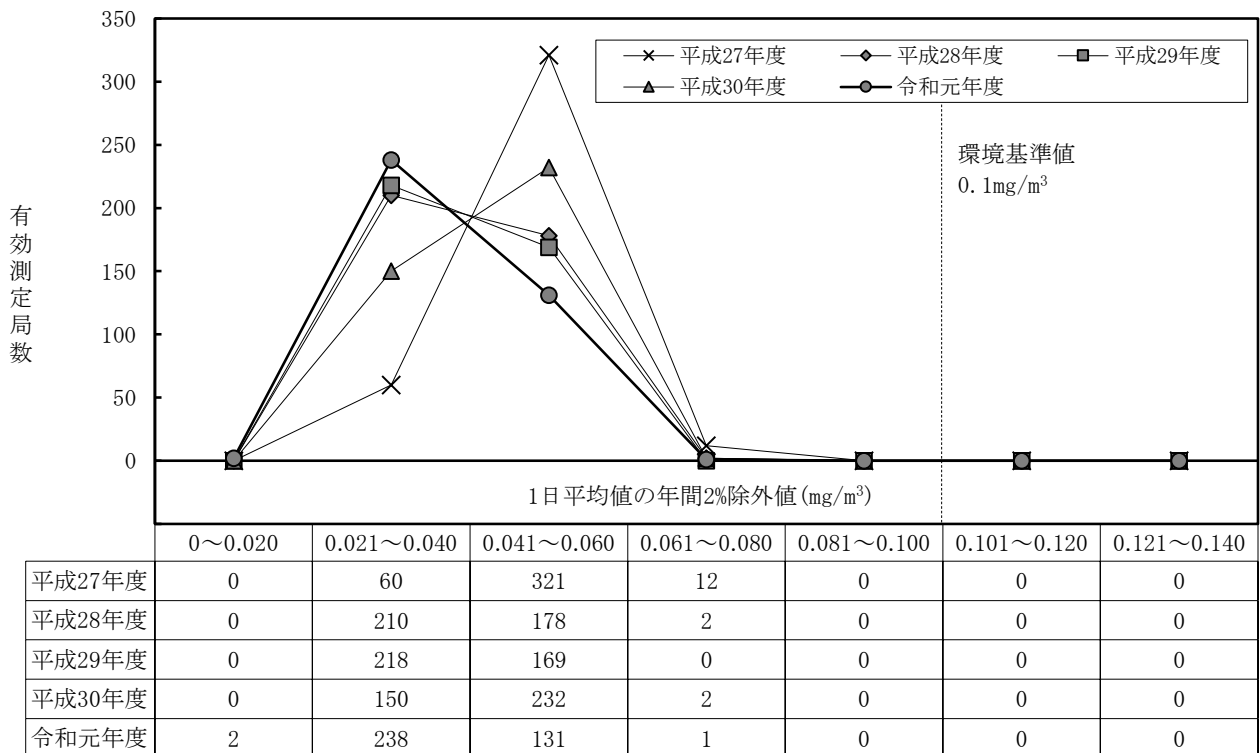 350
300
250
200
150
100
50
0
有効測定局数
平成27年度 平成28年度 平成29年度
平成30年度 令和元年度
環境基準値
0.1mg/m³
1日平均値の年間2%除外値(mg/m³)
0～0.020 0.021～0.040 0.041～0.060 0.061～0.080 0.081～0.100 0.101～0.120 0.121～0.140
平成27年度 0 60 321 12 0 0 0
平成28年度 0 210 178 2 0 0 0
平成29年度 0 218 169 0 0 0 0
平成30年度 0 150 232 2 0 0 0
令和元年度 2 238 131 1 0 0 0